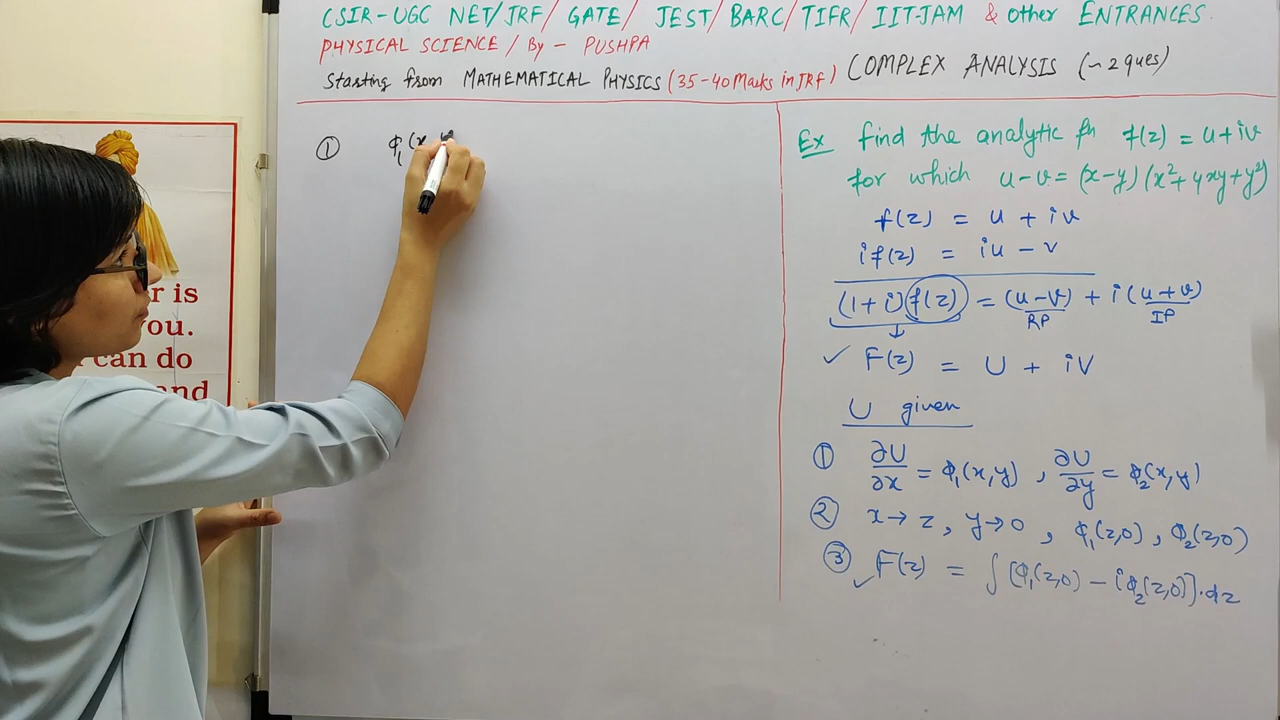 CSIR-UGC NET/JRF/ GATE/ JEST/BARC/TIFR/IIT-JAM & Other ENTRANCES.
PHYSICAL SCIENCE / By - PUSHPA
Starting from MATHEMATICAL PHYSICS (35-40 Marks in JRF) COMPLEX ANALYSIS (~2 ques)
r is
you.
can do
and
① ϕ₁(x
Ex find the analytic fn f(z) = u+iv
for which u-v = (x-y)(x²+4xy+y²)
f(z) = u + iv
if(z) = iu - v
(1+i) f(z) = (u-v) + i(u+v)
RP IP
✓ F(z) = U + iV
U given
① ∂U/∂x = ϕ₁(x,y) , ∂U/∂y = ϕ₂(x,y)
② x→z, y→0 , ϕ₁(z,0) , ϕ₂(z,0)
③ ✓ F(z) = ∫[ϕ₁(z,0) - iϕ₂(z,0)]·dz